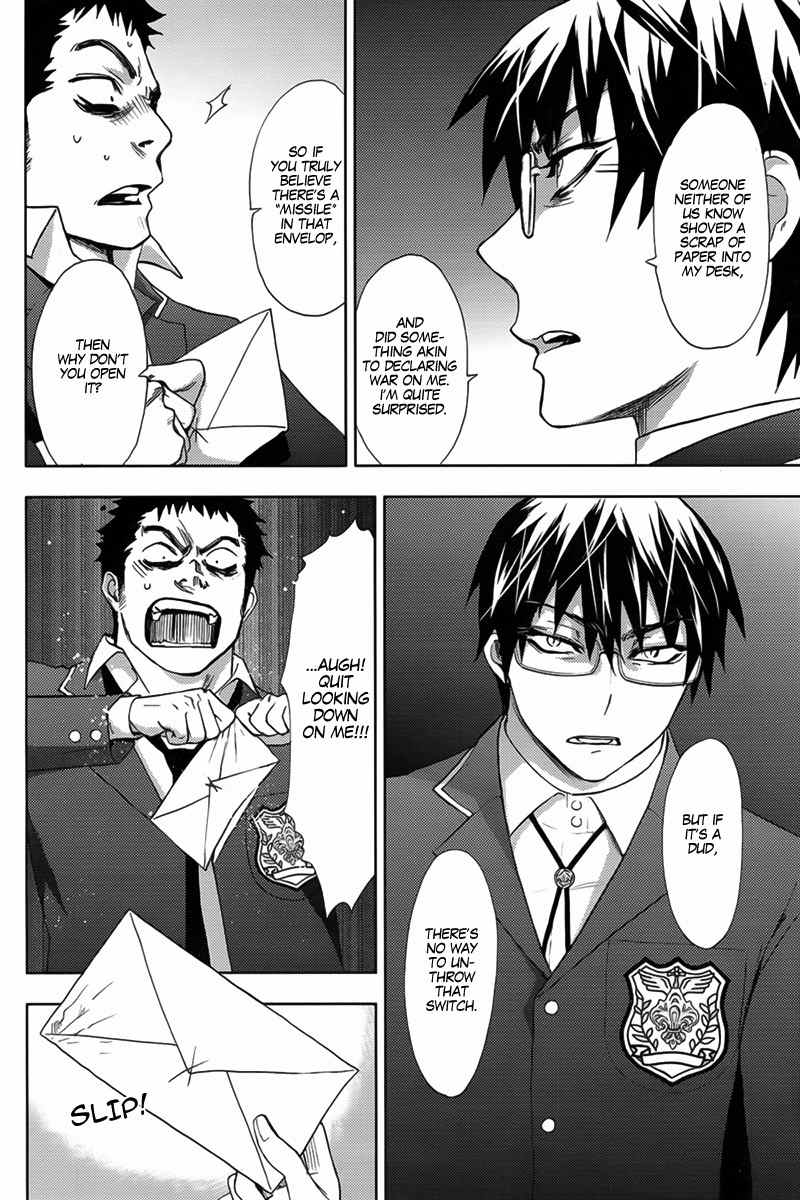 SOMEONE
NEITHER OF
US KNOW
SHOVED A
SCRAP OF
PAPER INTO
MY DESK,
AND
DID SOME-
THING AKIN
TO DECLARING
WAR ON ME.
I'M QUITE
SURPRISED.
SO IF
YOU TRULY
BELIEVE
THERE'S A
"MISSILE"
IN THAT
ENVELOP,
THEN
WHY DON'T
YOU OPEN
IT?
BUT IF
IT'S A
DUD,
THERE'S
NO WAY
TO UN-
THROW
THAT
SWITCH.
...AUGH!
QUIT
LOOKING
DOWN
ON ME!!!
SLIP!